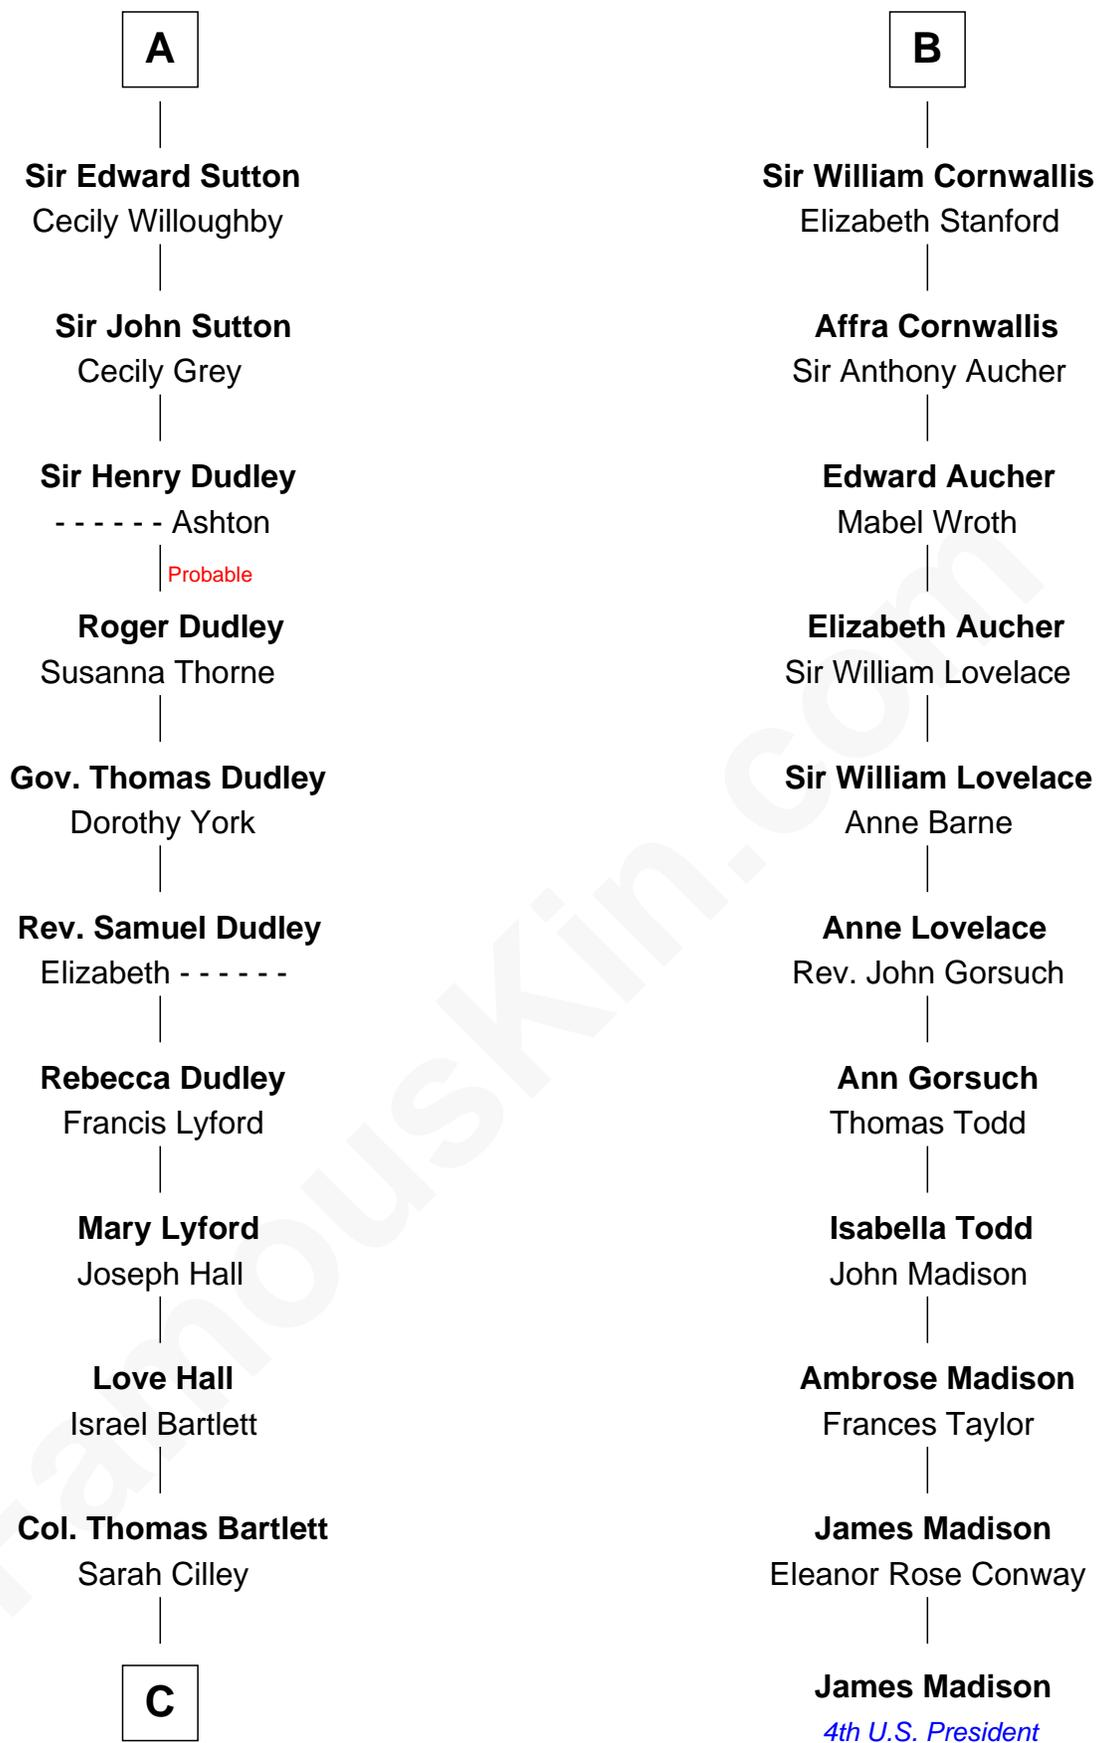 A
Sir Edward Sutton
Cecily Willoughby
Sir John Sutton
Cecily Grey
Sir Henry Dudley
- - - - - - Ashton
Probable
Roger Dudley
Susanna Thorne
Gov. Thomas Dudley
Dorothy York
Rev. Samuel Dudley
Elizabeth - - - - - -
Rebecca Dudley
Francis Lyford
Mary Lyford
Joseph Hall
Love Hall
Israel Bartlett
Col. Thomas Bartlett
Sarah Cilley
C
B
Sir William Cornwallis
Elizabeth Stanford
Affra Cornwallis
Sir Anthony Aucher
Edward Aucher
Mabel Wroth
Elizabeth Aucher
Sir William Lovelace
Sir William Lovelace
Anne Barne
Anne Lovelace
Rev. John Gorsuch
Ann Gorsuch
Thomas Todd
Isabella Todd
John Madison
Ambrose Madison
Frances Taylor
James Madison
Eleanor Rose Conway
James Madison
4th U.S. President
FamousKin.com